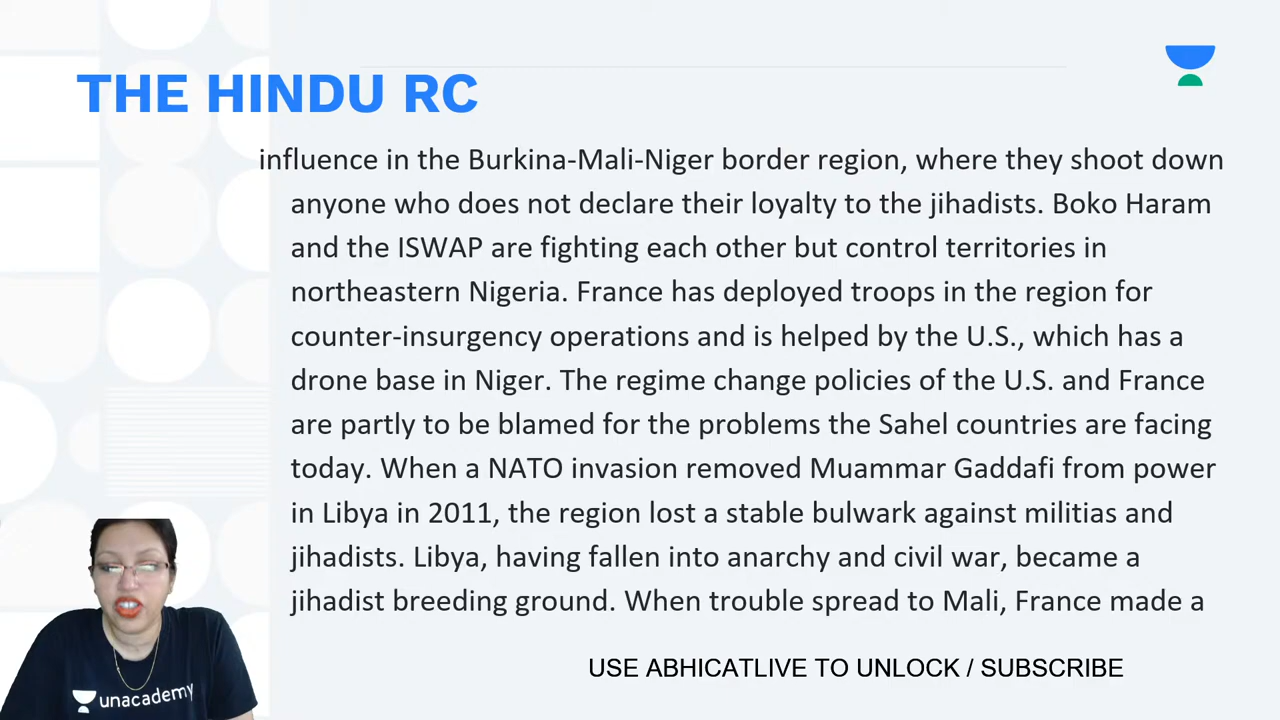 THE HINDU RC
influence in the Burkina-Mali-Niger border region, where they shoot down
anyone who does not declare their loyalty to the jihadists. Boko Haram
and the ISWAP are fighting each other but control territories in
northeastern Nigeria. France has deployed troops in the region for
counter-insurgency operations and is helped by the U.S., which has a
drone base in Niger. The regime change policies of the U.S. and France
are partly to be blamed for the problems the Sahel countries are facing
today. When a NATO invasion removed Muammar Gaddafi from power
in Libya in 2011, the region lost a stable bulwark against militias and
jihadists. Libya, having fallen into anarchy and civil war, became a
jihadist breeding ground. When trouble spread to Mali, France made a
USE ABHICATLIVE TO UNLOCK / SUBSCRIBE
unacademy